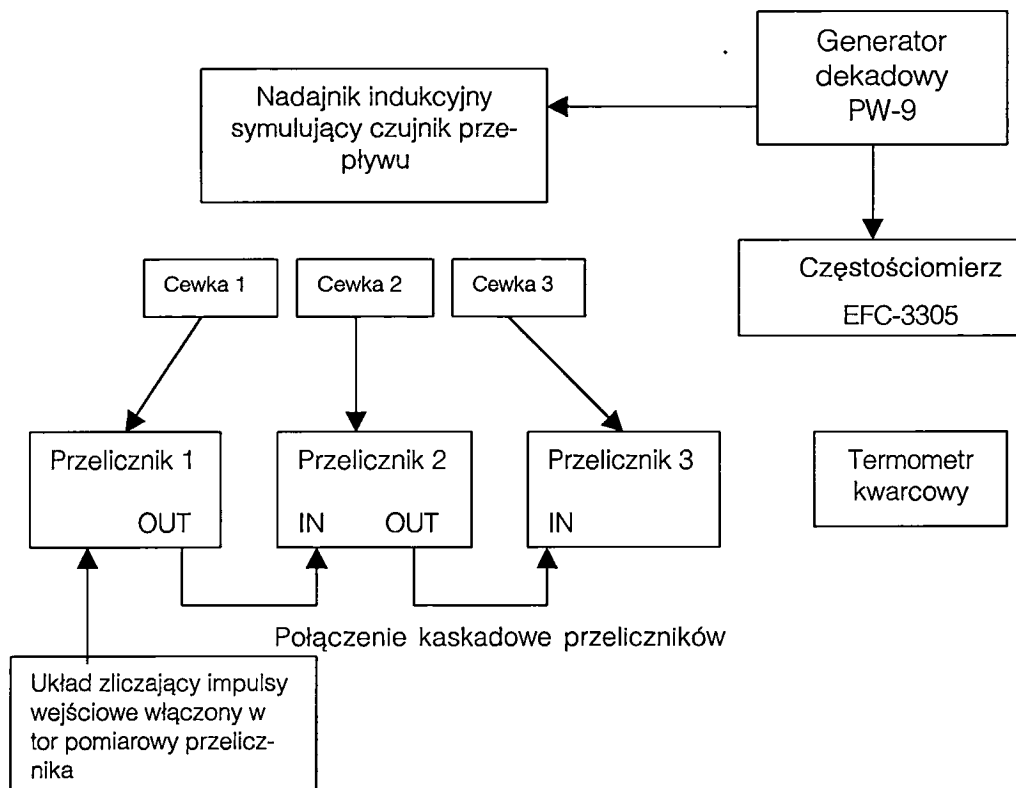 Generator
dekadowy
PW-9
Nadajnik indukcyjny
symulujący czujnik prze-
pływu
Częstościomierz
EFC-3305
Cewka 1
Cewka 2
Cewka 3
Przelicznik 1
OUT
Przelicznik 2
IN OUT
Przelicznik 3
IN
Termometr
kwarcowy
Połączenie kaskadowe przeliczników
Układ zliczający impulsy
wejściowe włączony w
tor pomiarowy przelicz-
nika